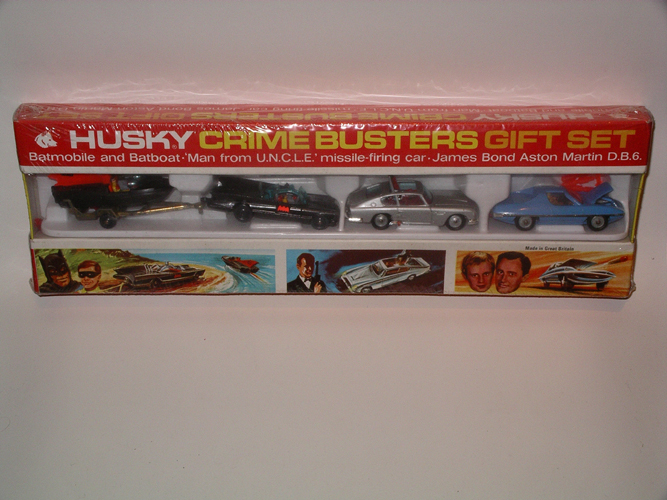 HUSKY CRIME BUSTERS GIFT SET
Batmobile and Batboat·'Man from U.N.C.L.E.' missile-firing car·James Bond Aston Martin D.B.6.
Made in Great Britain